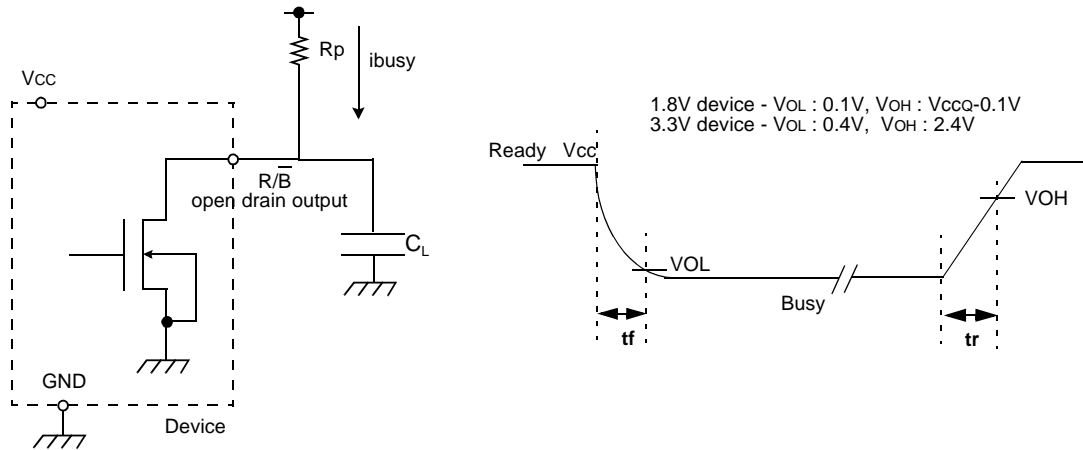 Rp
ibusy
VCC
1.8V device - VOL : 0.1V, VOH : VCCQ-0.1V
3.3V device - VOL : 0.4V, VOH : 2.4V
Ready Vcc
R/B̅
open drain output
VOH
CL
VOL
Busy
tf
tr
GND
Device